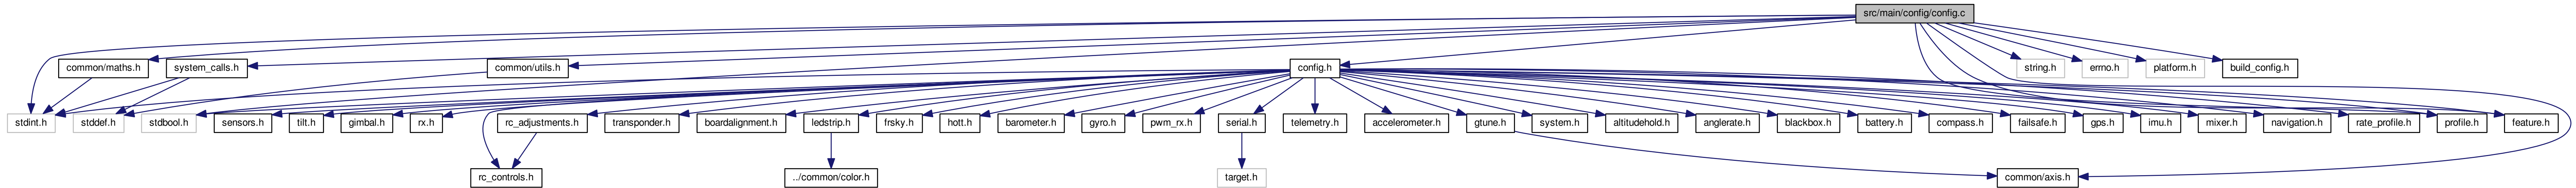 src/main/config/config.c
common/maths.h
system_calls.h
common/utils.h
config.h
string.h
errno.h
platform.h
build_config.h
stdint.h
stddef.h
stdbool.h
sensors.h
tilt.h
gimbal.h
rx.h
rc_adjustments.h
transponder.h
boardalignment.h
ledstrip.h
frsky.h
hott.h
barometer.h
gyro.h
pwm_rx.h
serial.h
telemetry.h
accelerometer.h
gtune.h
system.h
altitudehold.h
anglerate.h
blackbox.h
battery.h
compass.h
failsafe.h
gps.h
imu.h
mixer.h
navigation.h
rate_profile.h
profile.h
feature.h
rc_controls.h
../common/color.h
target.h
common/axis.h